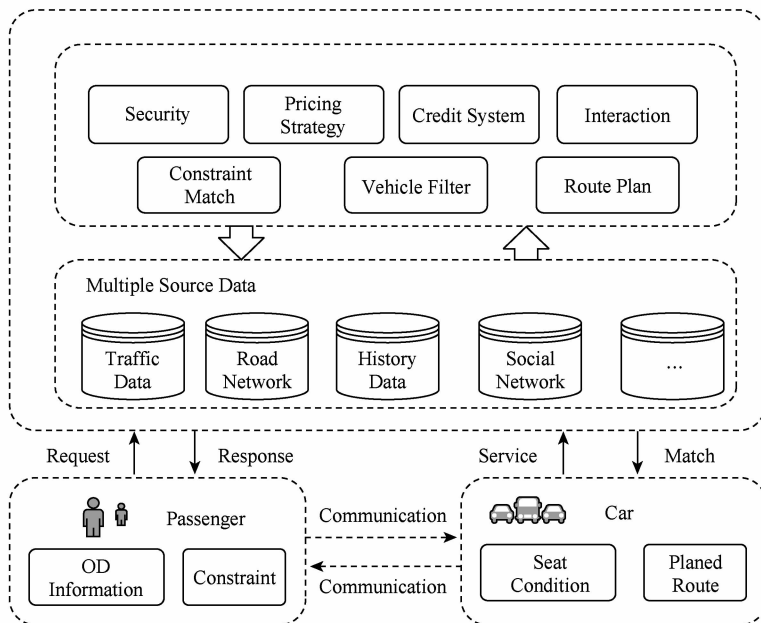 Security
Pricing
Strategy
Credit System
Interaction
Constraint
Match
Vehicle Filter
Route Plan
Multiple Source Data
Traffic
Data
Road
Network
History
Data
Social
Network
...
Request
Response
Service
Match
Passenger
Communication
Car
OD
Information
Constraint
Communication
Seat
Condition
Planed
Route